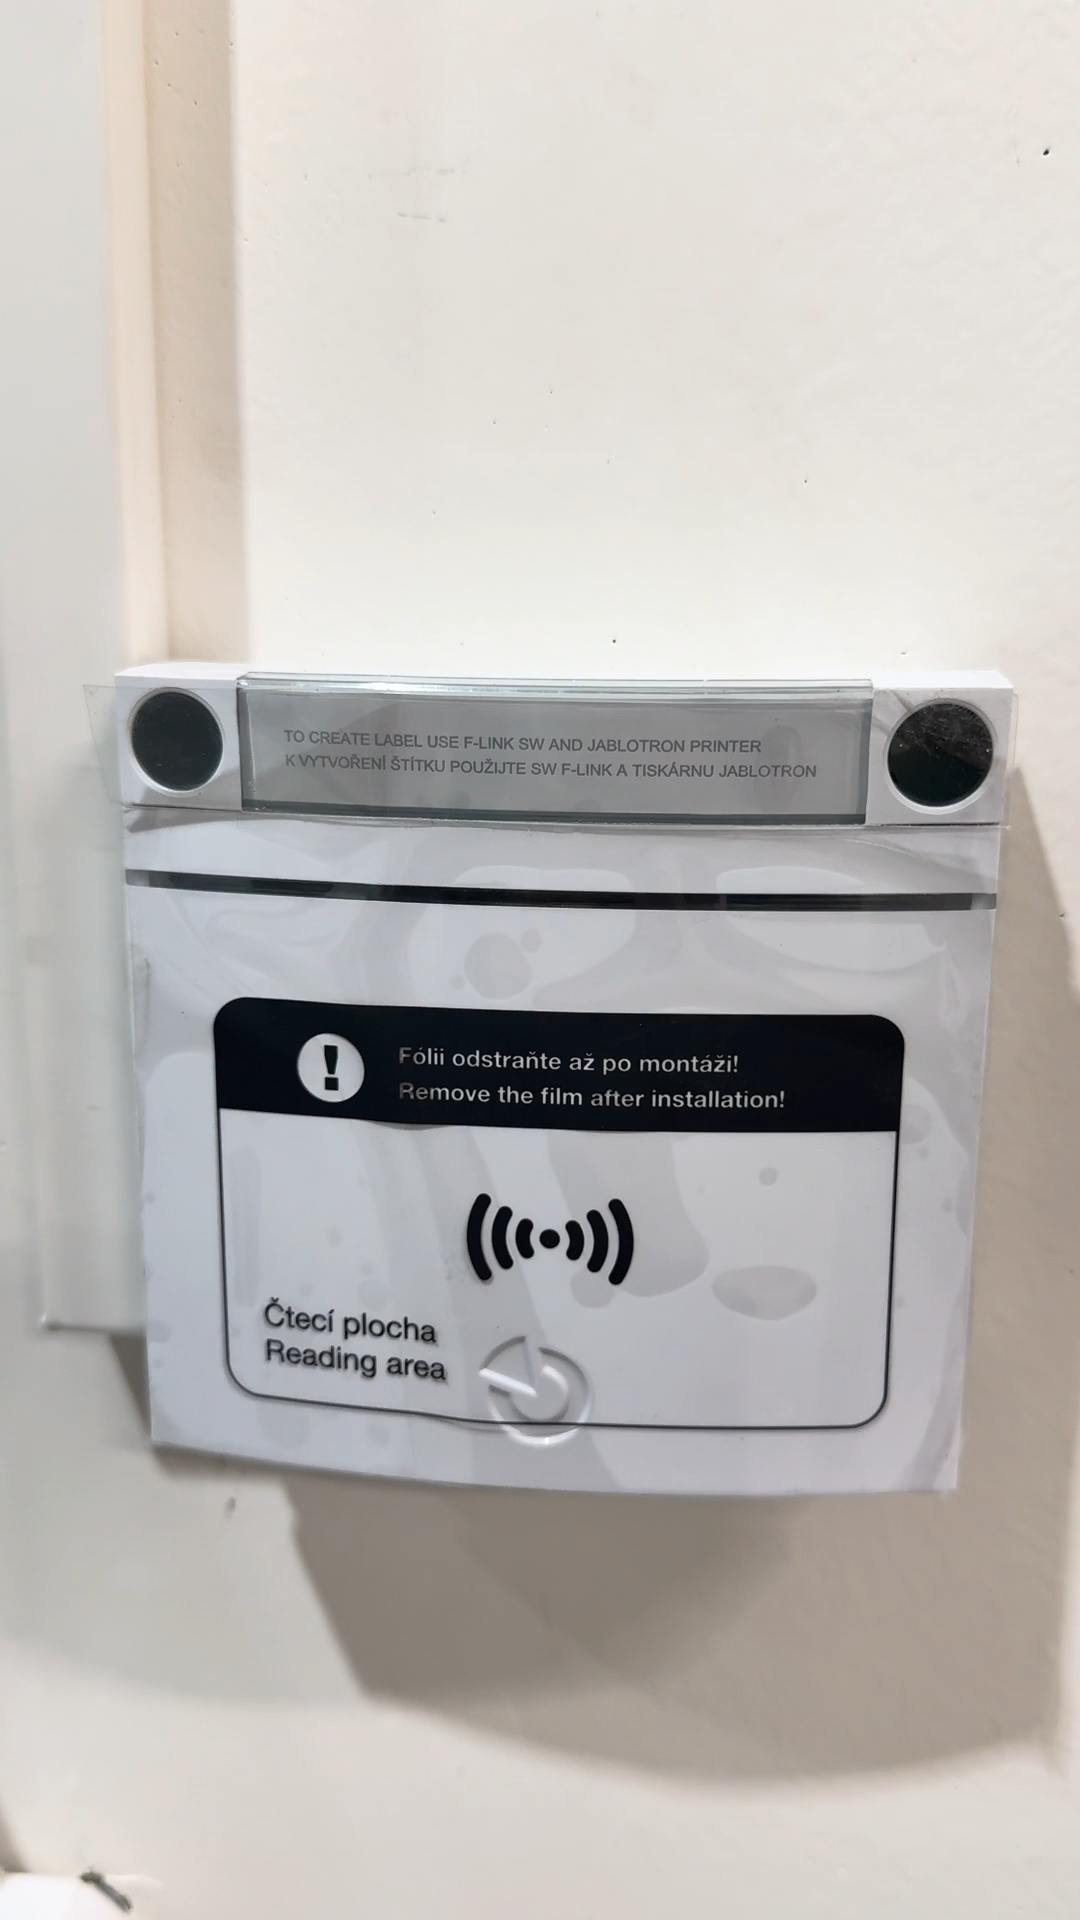 TO CREATE LABEL USE F-LINK SW AND JABLOTRON PRINTER
K VYTVOŘENÍ ŠTÍTKU POUŽIJTE SW F-LINK A TISKÁRNU JABLOTRON
Fólii odstraňte až po montáži!
Remove the film after installation!
Čtecí plocha
Reading area